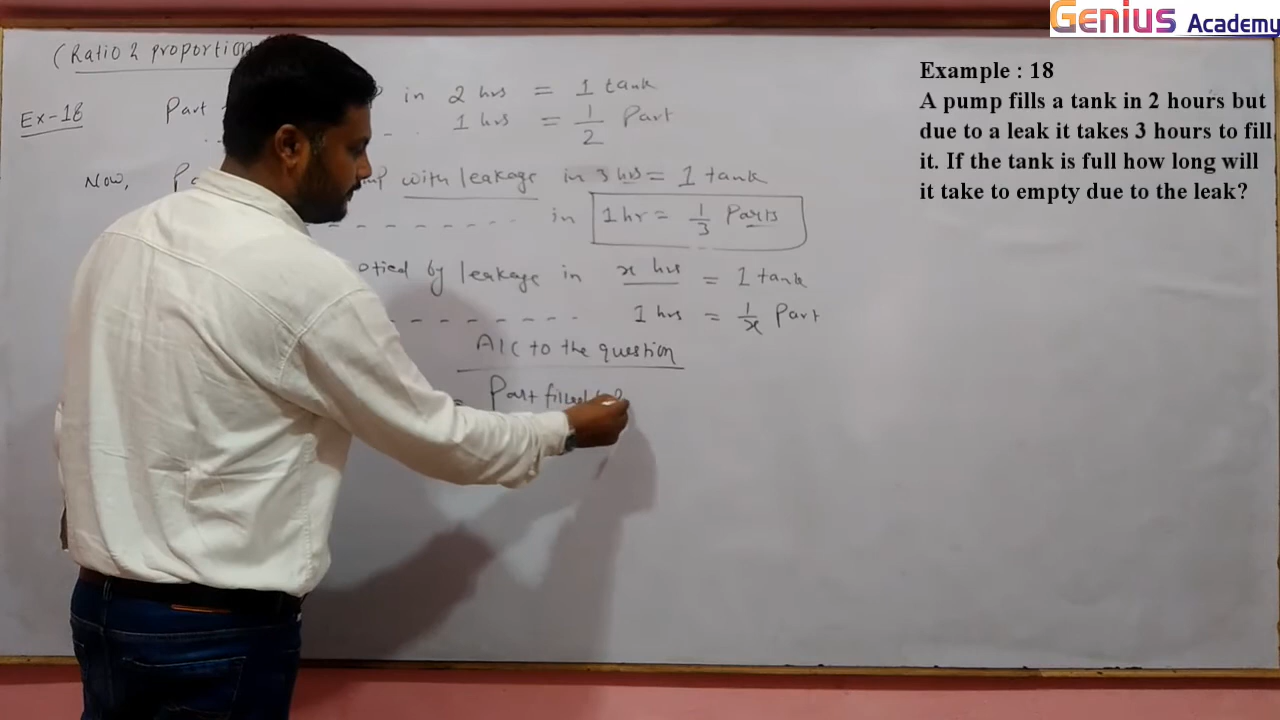 Genius Academy
Example : 18
A pump fills a tank in 2 hours but
due to a leak it takes 3 hours to fill
it. If the tank is full how long will
it take to empty due to the leak?
(Ratio & proportion
Ex-18 Part in 2 hrs = 1 tank
1 hrs = 1/2 Part
Now, with leakage in 3 hrs = 1 tank
in 1 hr = 1/3 Parts
by leakage in x hrs = 1 tank
1 hrs = 1/x Part
A/C to the question
= Part filled